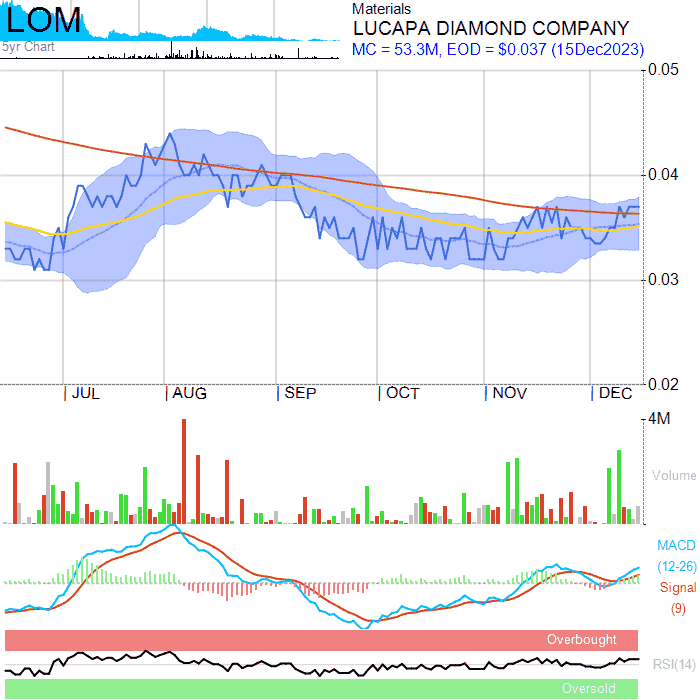 LOM
5yr Chart
Materials
LUCAPA DIAMOND COMPANY
MC = 53.3M, EOD = $0.037 (15Dec2023)
0.05
0.04
0.03
0.02
JUL AUG SEP OCT NOV DEC
4M
Volume
MACD
(12-26)
Signal
(9)
Overbought
RSI(14)
Oversold